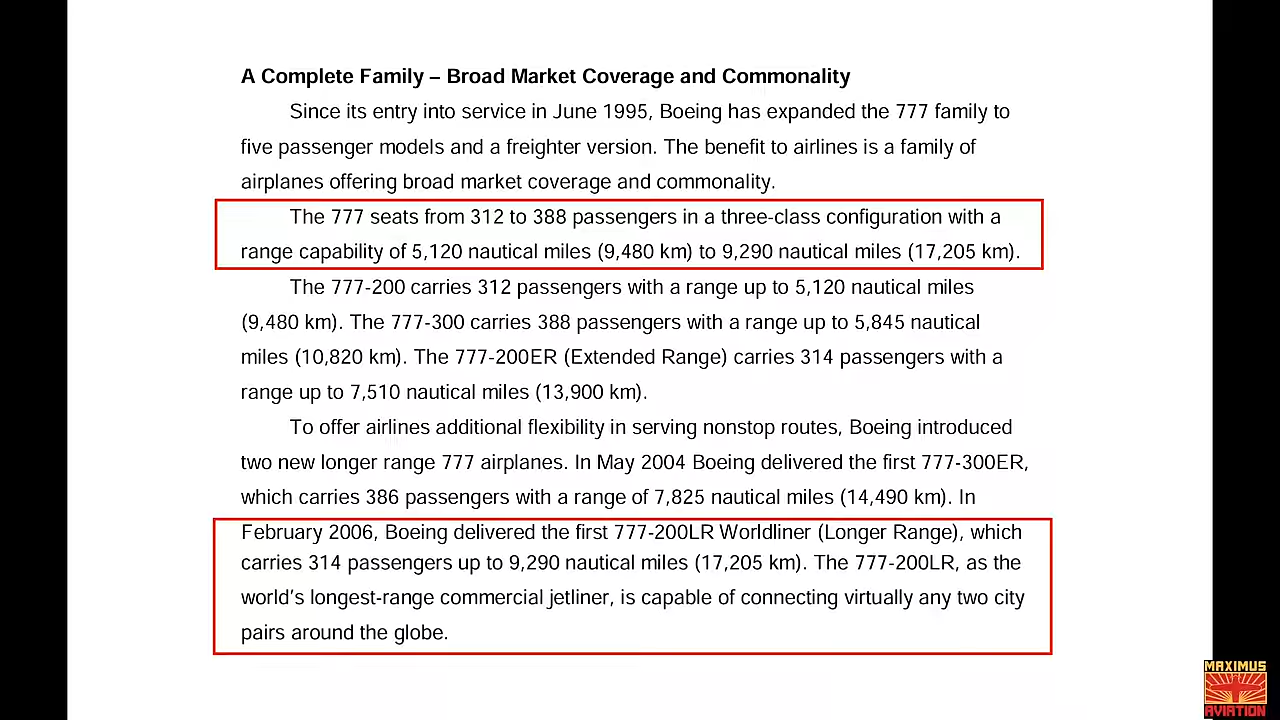 A Complete Family – Broad Market Coverage and Commonality
Since its entry into service in June 1995, Boeing has expanded the 777 family to
five passenger models and a freighter version. The benefit to airlines is a family of
airplanes offering broad market coverage and commonality.
The 777 seats from 312 to 388 passengers in a three-class configuration with a
range capability of 5,120 nautical miles (9,480 km) to 9,290 nautical miles (17,205 km).
The 777-200 carries 312 passengers with a range up to 5,120 nautical miles
(9,480 km). The 777-300 carries 388 passengers with a range up to 5,845 nautical
miles (10,820 km). The 777-200ER (Extended Range) carries 314 passengers with a
range up to 7,510 nautical miles (13,900 km).
To offer airlines additional flexibility in serving nonstop routes, Boeing introduced
two new longer range 777 airplanes. In May 2004 Boeing delivered the first 777-300ER,
which carries 386 passengers with a range of 7,825 nautical miles (14,490 km). In
February 2006, Boeing delivered the first 777-200LR Worldliner (Longer Range), which
carries 314 passengers up to 9,290 nautical miles (17,205 km). The 777-200LR, as the
world's longest-range commercial jetliner, is capable of connecting virtually any two city
pairs around the globe.
MAXIMUS
AVIATION